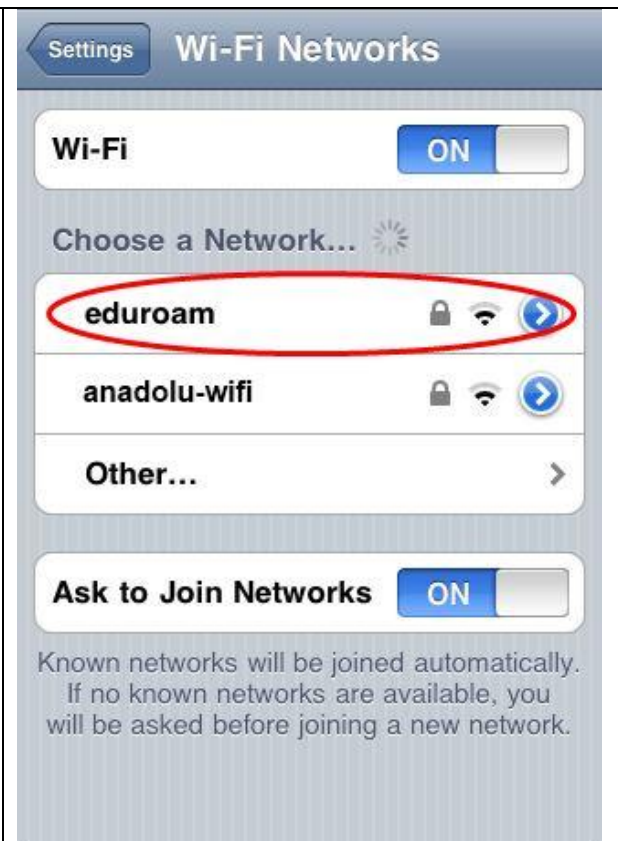 Settings
Wi-Fi Networks
Wi-Fi ON
Choose a Network...
eduroam
anadolu-wifi
Other...
Ask to Join Networks ON
Known networks will be joined automatically.
If no known networks are available, you
will be asked before joining a new network.